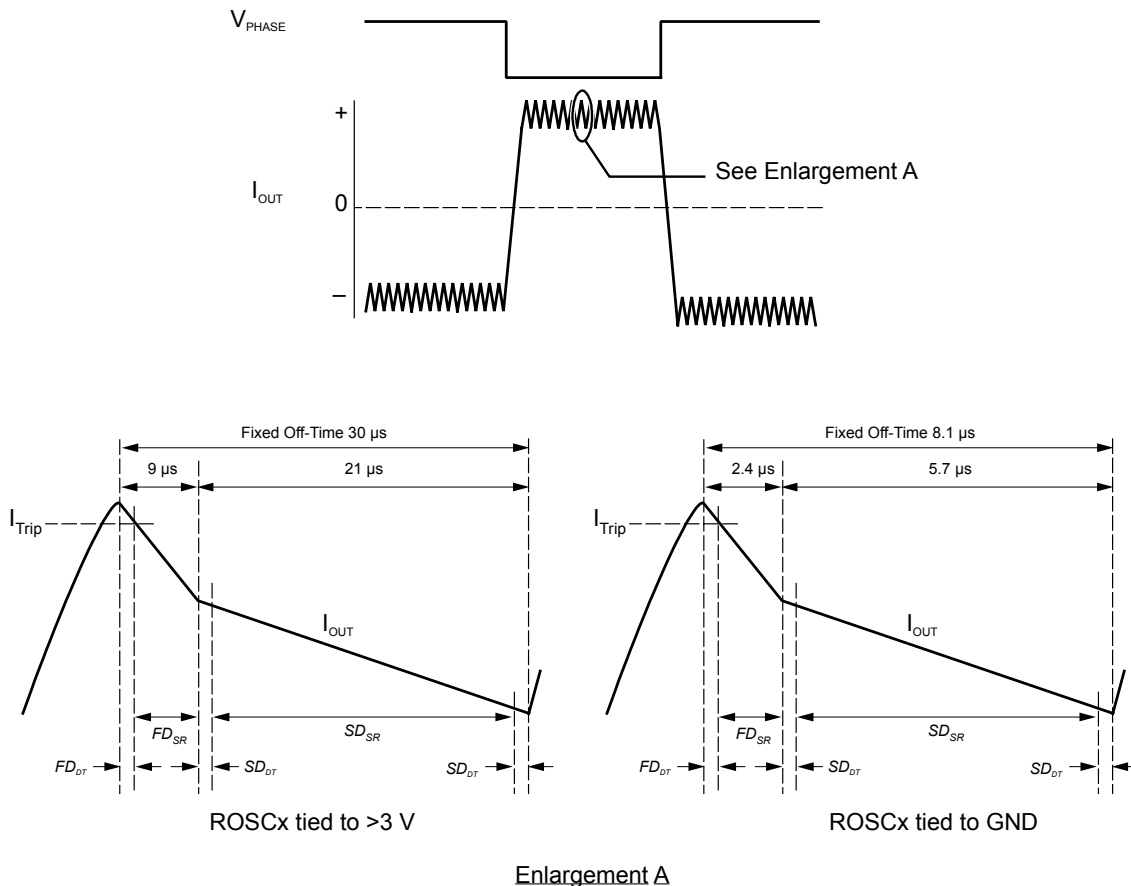 V_PHASE
+
See Enlargement A
I_OUT
0
–
Fixed Off-Time 30 µs
9 µs
21 µs
I_Trip
I_OUT
FD_SR
SD_SR
FD_DT
SD_DT
SD_DT
ROSCx tied to >3 V
Fixed Off-Time 8.1 µs
2.4 µs
5.7 µs
I_Trip
I_OUT
FD_SR
SD_SR
FD_DT
SD_DT
SD_DT
ROSCx tied to GND
Enlargement A